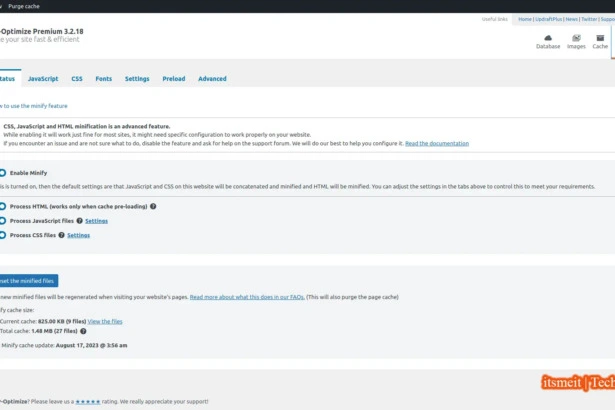 Purge cache
Useful links
Home | UpdraftPlus | News | Twitter | Suppo
-Optimize Premium 3.2.18
e your site fast & efficient
Database Images Cache
tatus JavaScript CSS Fonts Settings Preload Advanced
w to use the minify feature
CSS, JavaScript and HTML minification is an advanced feature.
While enabling it will work just fine for most sites, it might need specific configuration to work properly on your website.
If you encounter an issue and are not sure what to do, disable the feature and ask for help on the support forum. We will do our best to help you configure it. Read the documentation
Enable Minify
is is turned on, then the default settings are that JavaScript and CSS on this website will be concatenated and minified and HTML will be minified. You can adjust the settings in the tabs above to control this to meet your requirements.
Process HTML (works only when cache pre-loading)
Process JavaScript files Settings
Process CSS files Settings
eset the minified files
new minified files will be regenerated when visiting your website's pages. Read more about what this does in our FAQs. (This will also purge the page cache)
ify cache size:
Current cache: 825.00 KB (9 files) View the files
Total cache: 1.48 MB (27 files)
Minify cache update: August 17, 2023 @ 3:56 am
itsmeit | Tech
-Optimize? Please leave us a ★★★★★ rating. We really appreciate your support!